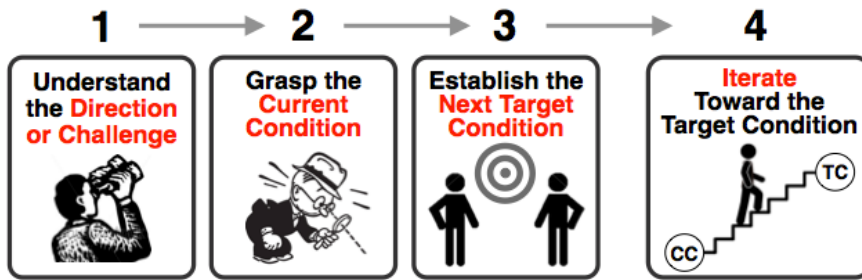 1
2
3
4
Understand
the Direction
or Challenge
Grasp the
Current
Condition
Establish the
Next Target
Condition
Iterate
Toward the
Target Condition
CC
TC